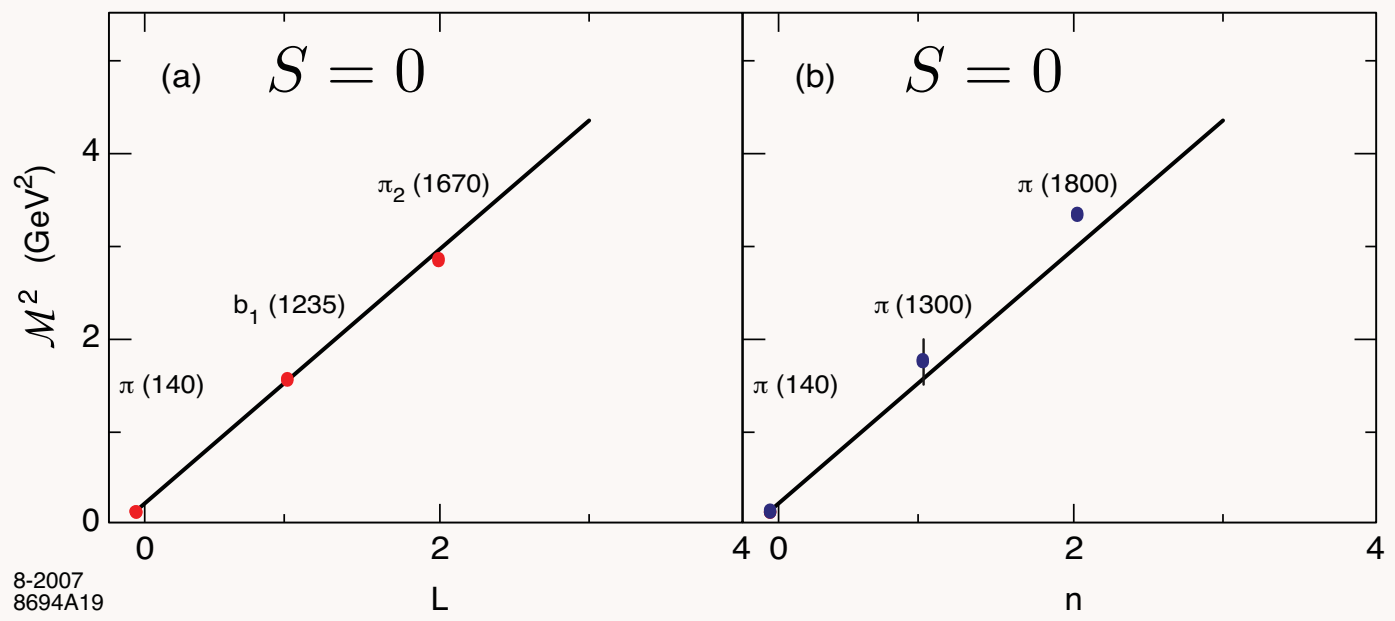 (a) S = 0
(b) S = 0
ℳ² (GeV²)
4
2
0
π₂ (1670)
b₁ (1235)
π (140)
π (1800)
π (1300)
π (140)
0 2 4
0 2 4
L
n
8-2007
8694A19